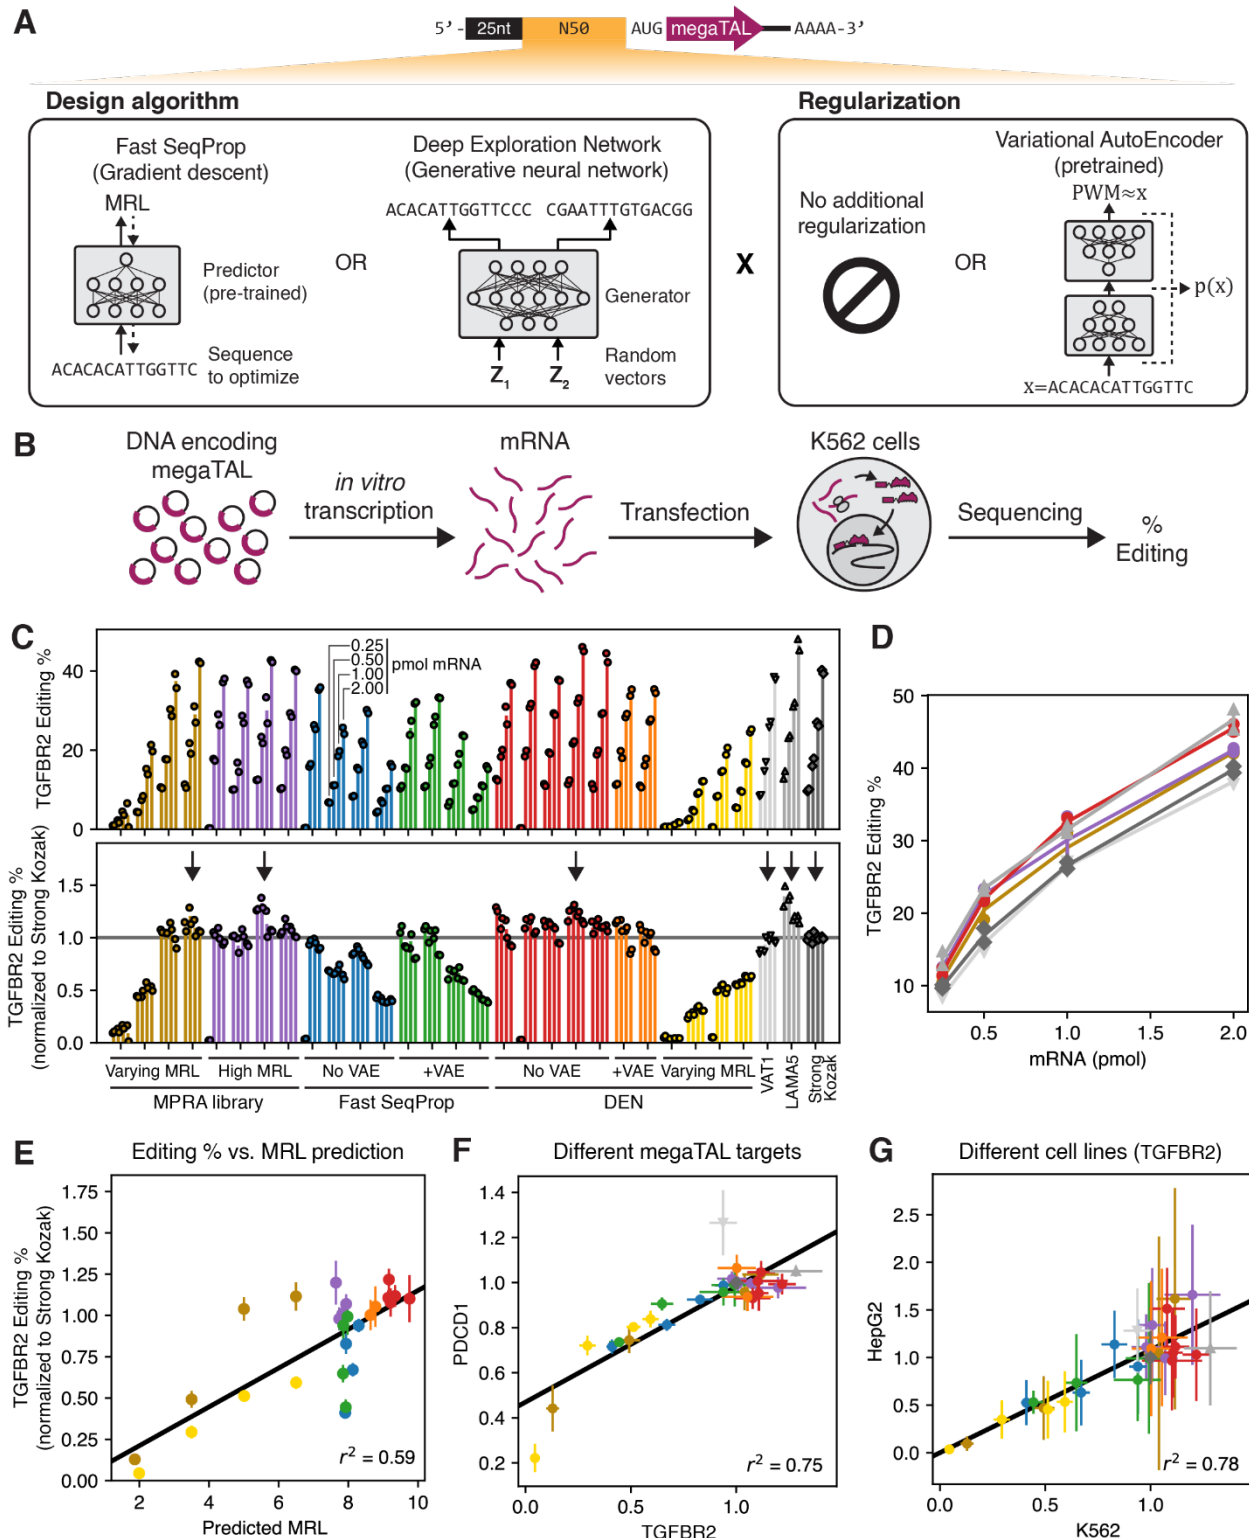 A
5’-
25nt
N50
AUG
megaTAL
AAAA-3’
Design algorithm
Fast SeqProp
(Gradient descent)
MRL
Predictor
(pre-trained)
ACACACATTGGTTC
Sequence
to optimize
OR
Deep Exploration Network
(Generative neural network)
ACACATTGGTTCCC CGAATTTGTGACGG
Generator
Z1 Z2
Random
vectors
X
Regularization
No additional
regularization
OR
Variational AutoEncoder
(pretrained)
PWM≈x
p(x)
x=ACACACATTGGTTC
B
DNA encoding
megaTAL
in vitro
transcription
mRNA
Transfection
K562 cells
Sequencing
%
Editing
C
TGFBR2 Editing %
40
20
0
0.25
0.50
1.00
2.00
pmol mRNA
TGFBR2 Editing %
(normalized to Strong Kozak)
1.5
1.0
0.5
0.0
Varying MRL
High MRL
No VAE
+VAE
No VAE
+VAE
Varying MRL
VAT1
LAMA5
Strong
Kozak
MPRA library
Fast SeqProp
DEN
D
TGFBR2 Editing %
50
40
30
20
10
0.5 1.0 1.5 2.0
mRNA (pmol)
E
Editing % vs. MRL prediction
TGFBR2 Editing %
(normalized to Strong Kozak)
1.75
1.50
1.25
1.00
0.75
0.50
0.25
0.00
r² = 0.59
2 4 6 8 10
Predicted MRL
F
Different megaTAL targets
PDCD1
1.4
1.2
1.0
0.8
0.6
0.4
0.2
r² = 0.75
0.0 0.5 1.0
TGFBR2
G
Different cell lines (TGFBR2)
HepG2
2.5
2.0
1.5
1.0
0.5
0.0
r² = 0.78
0.0 0.5 1.0
K562